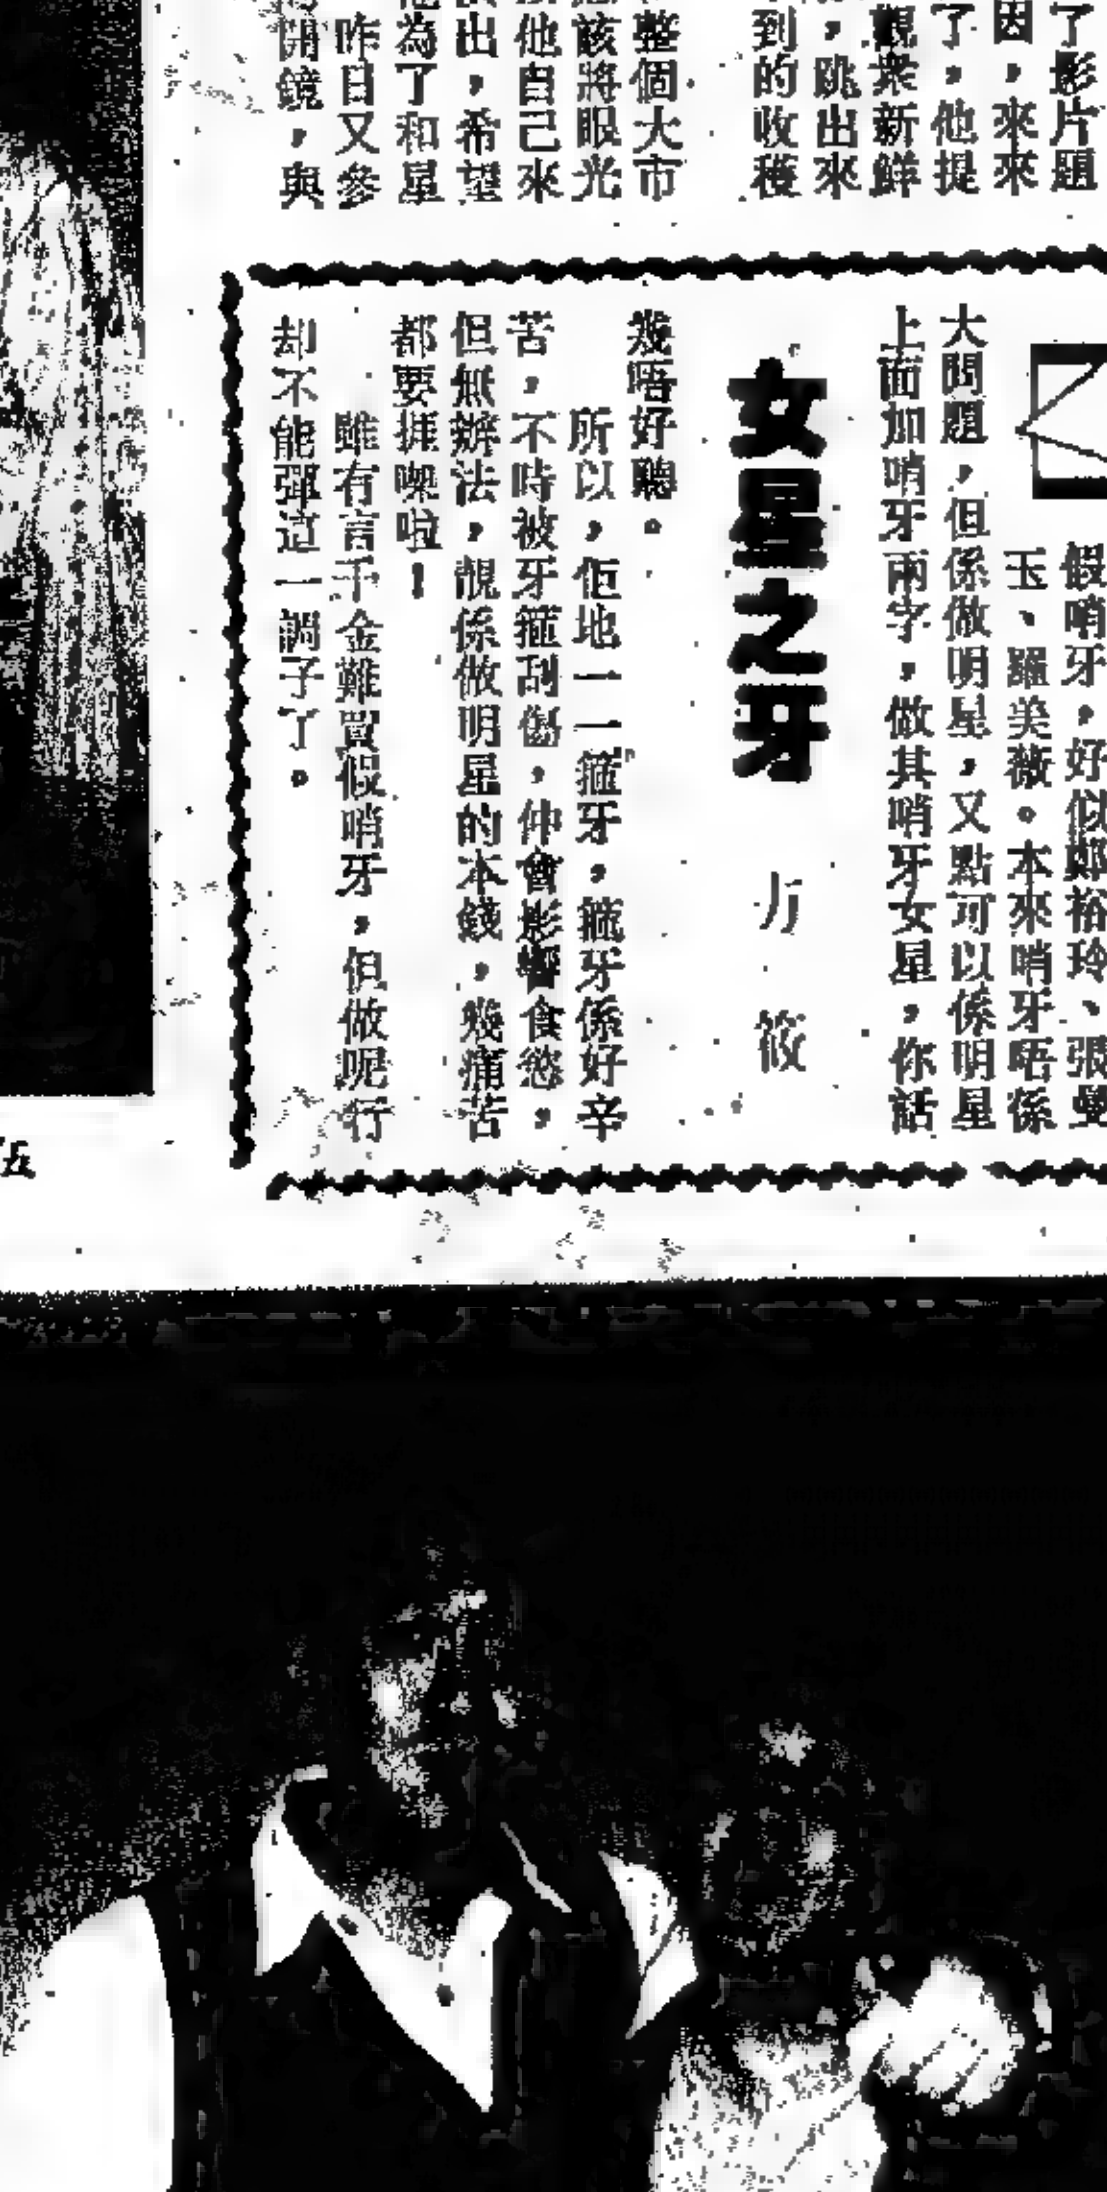 了影片題
因，來來
了，他提
觀衆新鮮
，跳出來
到的收穫
整個大市
該將眼光
他自己來
出，希望
為了和星
昨日又參
開鏡，與
假哨牙，好似鄭裕玲、張曼
玉、羅美薇。本來哨牙唔係
大問題，但係做明星，又點可以係明星
上面加哨牙兩字，做其哨牙女星，你話
女星之牙
方筱
幾唔好聽。
所以，佢地一一箍牙，箍牙係好辛
苦，不時被牙箍刮傷，仲會影響食慾，
但無辦法，靚係做明星的本錢，幾痛苦
都要捱㗎啦！
雖有言千金難買假哨牙，但做呢行
却不能彈這一調子了。
五